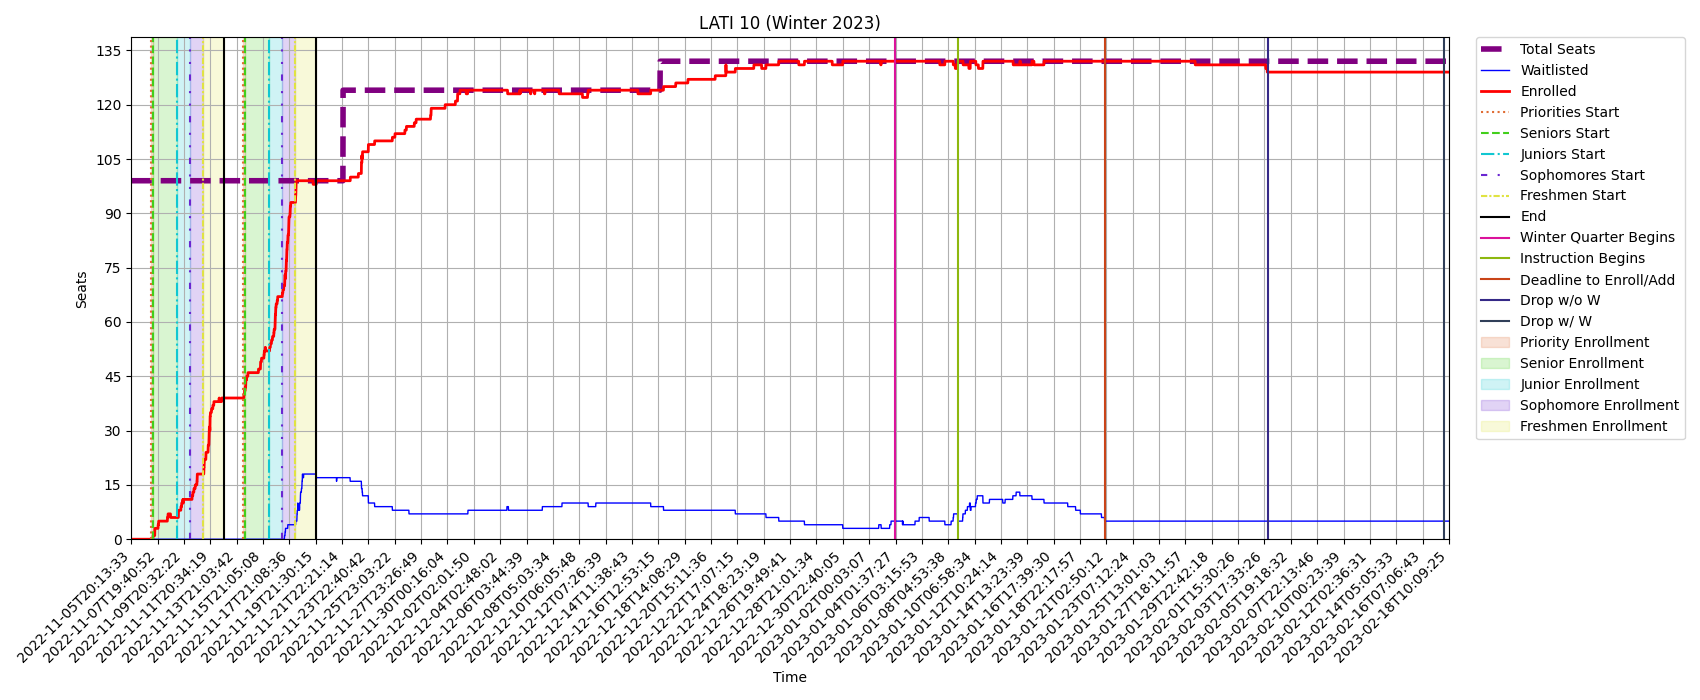 LATI 10 (Winter 2023)
135
120
105
90
75
60
45
30
15
0
Seats
2022-11-05T20:13:33
2022-11-07T19:40:52
2022-11-09T20:32:22
2022-11-11T20:34:19
2022-11-13T21:03:42
2022-11-15T21:05:08
2022-11-17T21:08:36
2022-11-19T21:30:15
2022-11-21T22:21:14
2022-11-23T22:40:42
2022-11-25T23:03:22
2022-11-27T23:26:49
2022-11-30T00:16:04
2022-12-02T02:01:50
2022-12-04T02:48:02
2022-12-06T03:44:39
2022-12-08T05:03:34
2022-12-10T06:05:48
2022-12-12T07:26:39
2022-12-14T11:38:43
2022-12-16T12:53:15
2022-12-18T14:08:29
2022-12-20T15:11:36
2022-12-22T17:07:15
2022-12-24T18:23:19
2022-12-26T19:49:41
2022-12-28T21:01:34
2022-12-30T22:40:05
2023-01-02T00:03:07
2023-01-04T01:37:27
2023-01-06T03:15:53
2023-01-08T04:53:38
2023-01-10T06:58:34
2023-01-12T10:24:14
2023-01-14T13:23:39
2023-01-16T17:39:30
2023-01-18T22:17:57
2023-01-21T02:50:12
2023-01-23T07:12:24
2023-01-25T13:01:03
2023-01-27T18:11:57
2023-01-29T22:42:18
2023-02-01T15:30:26
2023-02-03T17:33:26
2023-02-05T19:18:32
2023-02-07T22:13:46
2023-02-10T00:23:39
2023-02-12T02:36:31
2023-02-14T05:05:33
2023-02-16T07:06:43
2023-02-18T10:09:25
Time
Total Seats
Waitlisted
Enrolled
Priorities Start
Seniors Start
Juniors Start
Sophomores Start
Freshmen Start
End
Winter Quarter Begins
Instruction Begins
Deadline to Enroll/Add
Drop w/o W
Drop w/ W
Priority Enrollment
Senior Enrollment
Junior Enrollment
Sophomore Enrollment
Freshmen Enrollment